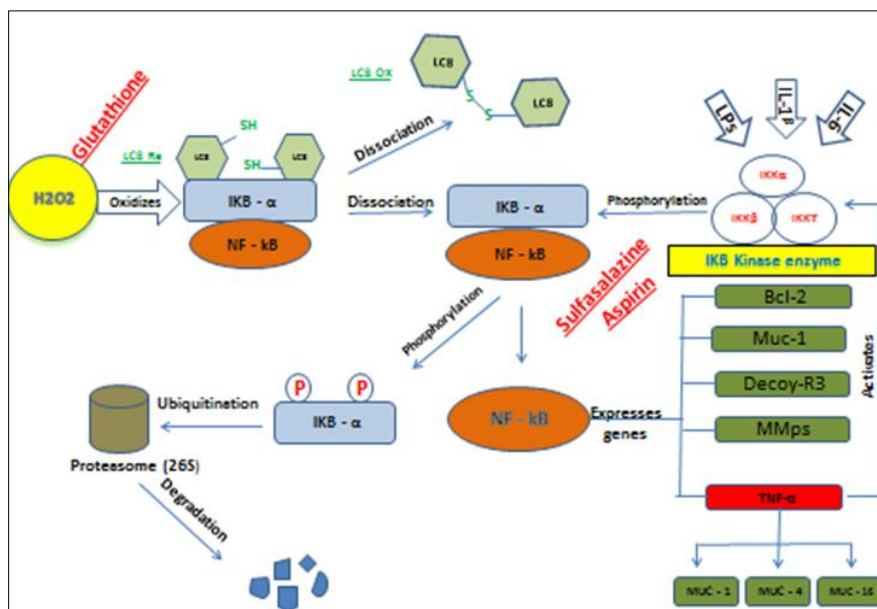 Glutathione
H2O2
Oxidizes
LC8 Re
LC8
SH
SH
LC8
IKB - α
NF - kB
Dissociation
LC8 OX
LC8
S
S
LC8
Dissociation
IKB - α
NF - kB
Phosphorylation
LPs
IL-1β
IL-6
IKKα
IKKβ
IKKΤ
IKB Kinase enzyme
Sulfasalazine
Aspirin
Phosphorylation
P
P
IKB - α
Ubiquitination
Proteasome (26S)
Degradation
NF - kB
Expresses
genes
Bcl-2
Muc-1
Decoy-R3
MMps
TNF-α
Activates
MUC - 1
MUC - 4
MUC - 16